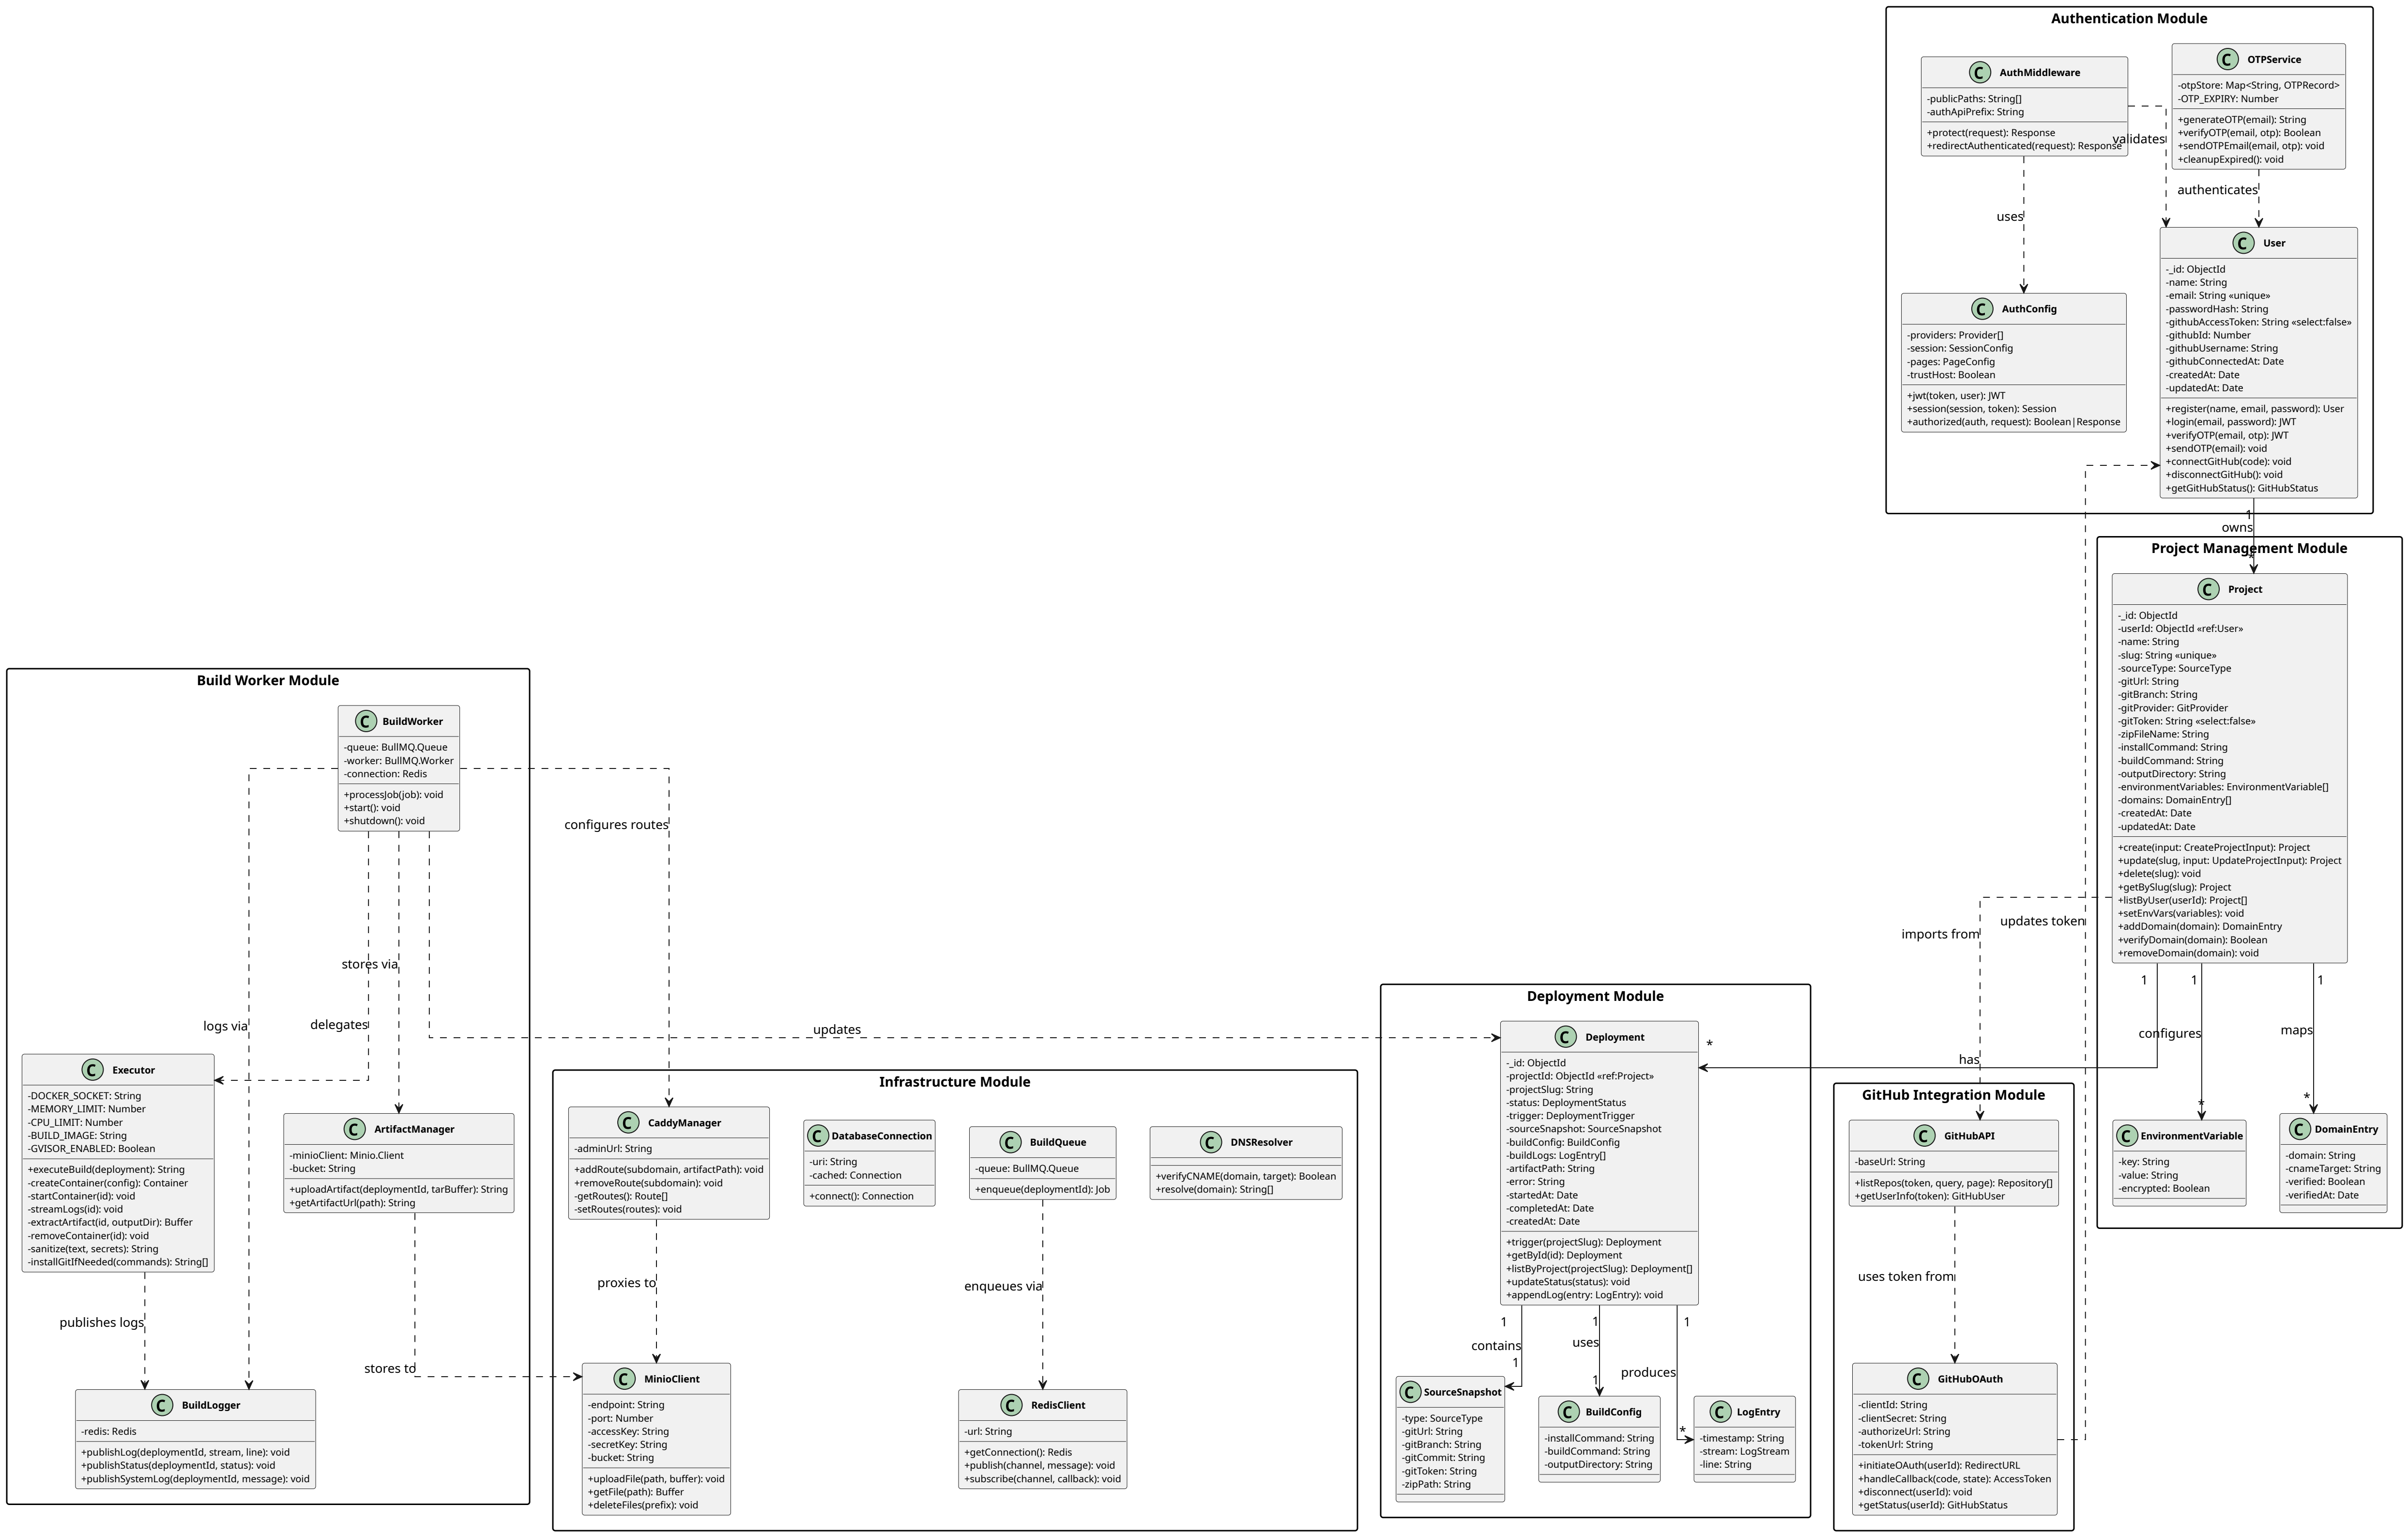 Authentication Module
C AuthMiddleware
-publicPaths: String[]
-authApiPrefix: String
+protect(request): Response
+redirectAuthenticated(request): Response
C OTPService
-otpStore: Map<String, OTPRecord>
-OTP_EXPIRY: Number
+generateOTP(email): String
+verifyOTP(email, otp): Boolean
+sendOTPEmail(email, otp): void
+cleanupExpired(): void
validates
authenticates
uses
C User
-_id: ObjectId
-name: String
-email: String «unique»
-passwordHash: String
-githubAccessToken: String «select:false»
-githubId: Number
-githubUsername: String
-githubConnectedAt: Date
-createdAt: Date
-updatedAt: Date
+register(name, email, password): User
+login(email, password): JWT
+verifyOTP(email, otp): JWT
+sendOTP(email): void
+connectGitHub(code): void
+disconnectGitHub(): void
+getGitHubStatus(): GitHubStatus
C AuthConfig
-providers: Provider[]
-session: SessionConfig
-pages: PageConfig
-trustHost: Boolean
+jwt(token, user): JWT
+session(session, token): Session
+authorized(auth, request): Boolean|Response
1
owns
*
Project Management Module
C Project
-_id: ObjectId
-userId: ObjectId «ref:User»
-name: String
-slug: String «unique»
-sourceType: SourceType
-gitUrl: String
-gitBranch: String
-gitProvider: GitProvider
-gitToken: String «select:false»
-zipFileName: String
-installCommand: String
-buildCommand: String
-outputDirectory: String
-environmentVariables: EnvironmentVariable[]
-domains: DomainEntry[]
-createdAt: Date
-updatedAt: Date
+create(input: CreateProjectInput): Project
+update(slug, input: UpdateProjectInput): Project
+delete(slug): void
+getBySlug(slug): Project
+listByUser(userId): Project[]
+setEnvVars(variables): void
+addDomain(domain): DomainEntry
+verifyDomain(domain): Boolean
+removeDomain(domain): void
updates token
imports from
1
1
1
configures
maps
has
*
*
*
C EnvironmentVariable
-key: String
-value: String
-encrypted: Boolean
C DomainEntry
-domain: String
-cnameTarget: String
-verified: Boolean
-verifiedAt: Date
Build Worker Module
C BuildWorker
-queue: BullMQ.Queue
-worker: BullMQ.Worker
-connection: Redis
+processJob(job): void
+start(): void
+shutdown(): void
configures routes
stores via
logs via
delegates
updates
C Executor
-DOCKER_SOCKET: String
-MEMORY_LIMIT: Number
-CPU_LIMIT: Number
-BUILD_IMAGE: String
-GVISOR_ENABLED: Boolean
+executeBuild(deployment): String
-createContainer(config): Container
-startContainer(id): void
-streamLogs(id): void
-extractArtifact(id, outputDir): Buffer
-removeContainer(id): void
-sanitize(text, secrets): String
-installGitIfNeeded(commands): String[]
C ArtifactManager
-minioClient: Minio.Client
-bucket: String
+uploadArtifact(deploymentId, tarBuffer): String
+getArtifactUrl(path): String
publishes logs
stores to
C BuildLogger
-redis: Redis
+publishLog(deploymentId, stream, line): void
+publishStatus(deploymentId, status): void
+publishSystemLog(deploymentId, message): void
Infrastructure Module
C CaddyManager
-adminUrl: String
+addRoute(subdomain, artifactPath): void
+removeRoute(subdomain): void
-getRoutes(): Route[]
-setRoutes(routes): void
C DatabaseConnection
-uri: String
-cached: Connection
+connect(): Connection
C BuildQueue
-queue: BullMQ.Queue
+enqueue(deploymentId): Job
C DNSResolver
+verifyCNAME(domain, target): Boolean
+resolve(domain): String[]
proxies to
enqueues via
C MinioClient
-endpoint: String
-port: Number
-accessKey: String
-secretKey: String
-bucket: String
+uploadFile(path, buffer): void
+getFile(path): Buffer
+deleteFiles(prefix): void
C RedisClient
-url: String
+getConnection(): Redis
+publish(channel, message): void
+subscribe(channel, callback): void
Deployment Module
C Deployment
-_id: ObjectId
-projectId: ObjectId «ref:Project»
-projectSlug: String
-status: DeploymentStatus
-trigger: DeploymentTrigger
-sourceSnapshot: SourceSnapshot
-buildConfig: BuildConfig
-buildLogs: LogEntry[]
-artifactPath: String
-error: String
-startedAt: Date
-completedAt: Date
-createdAt: Date
+trigger(projectSlug): Deployment
+getById(id): Deployment
+listByProject(projectSlug): Deployment[]
+updateStatus(status): void
+appendLog(entry: LogEntry): void
1
1
1
contains
uses
produces
1
1
*
C SourceSnapshot
-type: SourceType
-gitUrl: String
-gitBranch: String
-gitCommit: String
-gitToken: String
-zipPath: String
C BuildConfig
-installCommand: String
-buildCommand: String
-outputDirectory: String
C LogEntry
-timestamp: String
-stream: LogStream
-line: String
GitHub Integration Module
C GitHubAPI
-baseUrl: String
+listRepos(token, query, page): Repository[]
+getUserInfo(token): GitHubUser
uses token from
C GitHubOAuth
-clientId: String
-clientSecret: String
-authorizeUrl: String
-tokenUrl: String
+initiateOAuth(userId): RedirectURL
+handleCallback(code, state): AccessToken
+disconnect(userId): void
+getStatus(userId): GitHubStatus